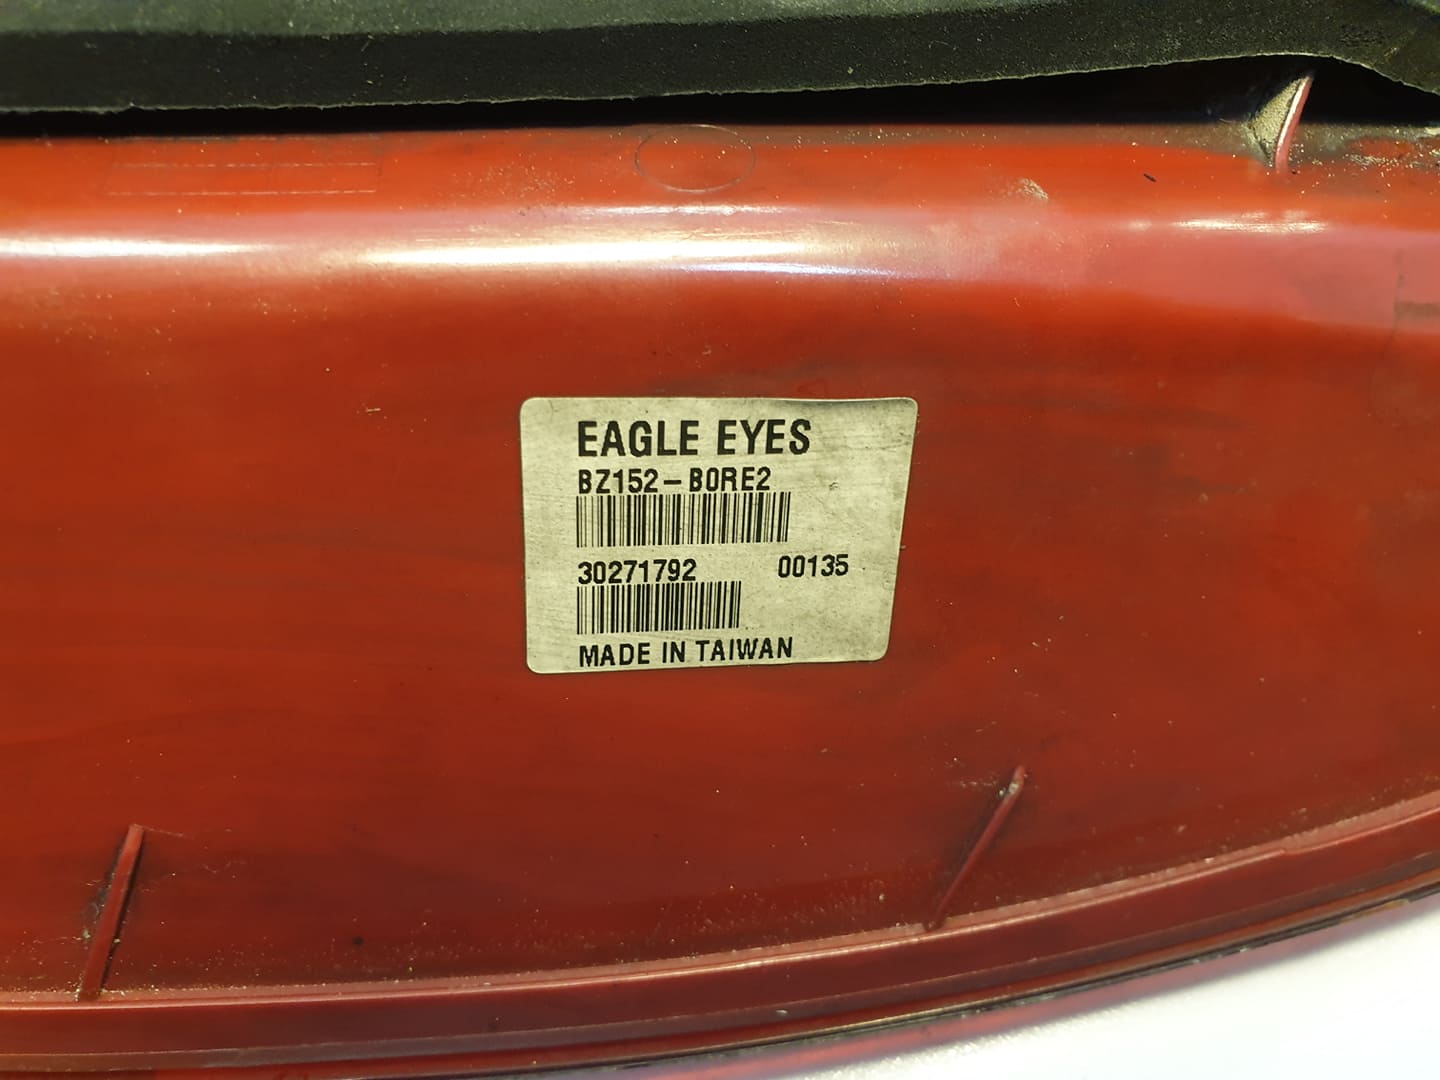 EAGLE EYES
BZ152-B0RE2
30271792 00135
MADE IN TAIWAN